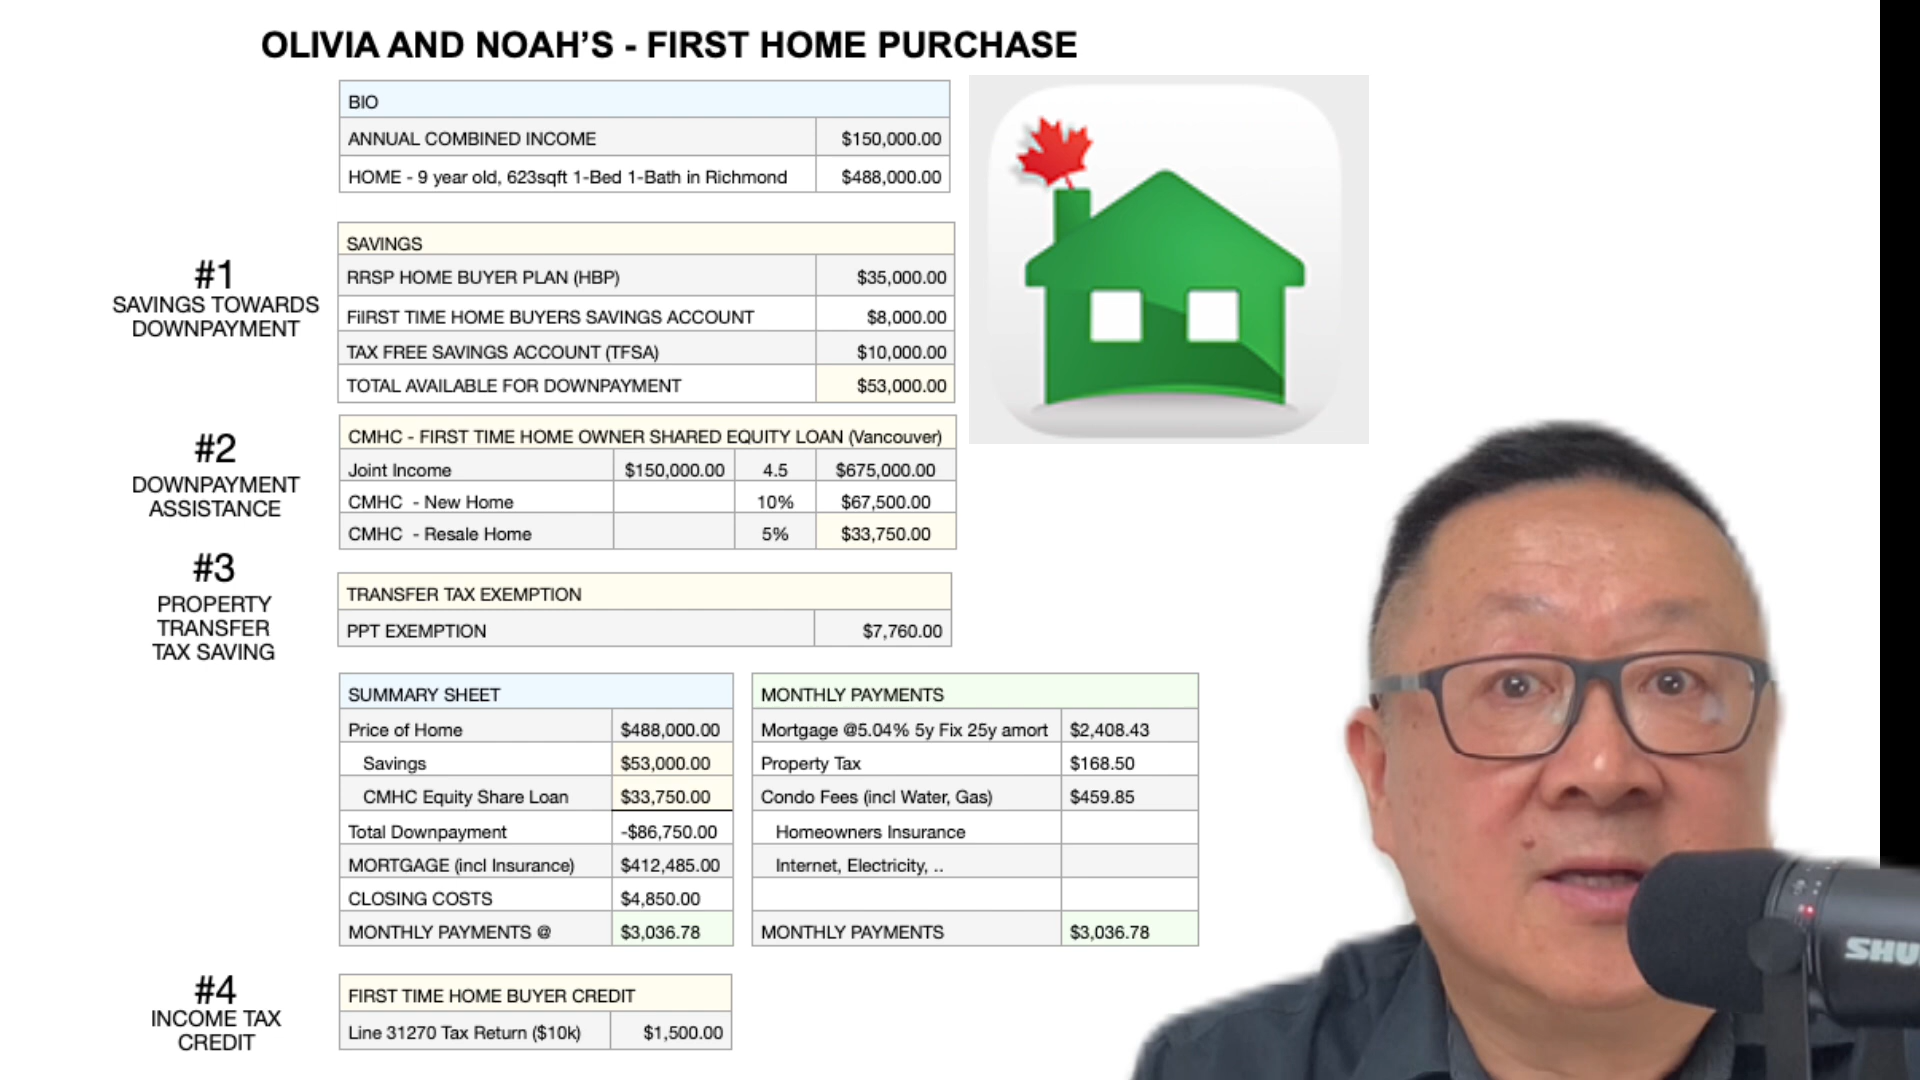 OLIVIA AND NOAH'S - FIRST HOME PURCHASE
BIO
ANNUAL COMBINED INCOME $150,000.00
HOME - 9 year old, 623sqft 1-Bed 1-Bath in Richmond $488,000.00
#1
SAVINGS TOWARDS
DOWNPAYMENT
SAVINGS
RRSP HOME BUYER PLAN (HBP) $35,000.00
FiIRST TIME HOME BUYERS SAVINGS ACCOUNT $8,000.00
TAX FREE SAVINGS ACCOUNT (TFSA) $10,000.00
TOTAL AVAILABLE FOR DOWNPAYMENT $53,000.00
#2
DOWNPAYMENT
ASSISTANCE
CMHC - FIRST TIME HOME OWNER SHARED EQUITY LOAN (Vancouver)
Joint Income $150,000.00 4.5 $675,000.00
CMHC - New Home 10% $67,500.00
CMHC - Resale Home 5% $33,750.00
#3
PROPERTY
TRANSFER
TAX SAVING
TRANSFER TAX EXEMPTION
PPT EXEMPTION $7,760.00
SUMMARY SHEET
Price of Home $488,000.00
Savings $53,000.00
CMHC Equity Share Loan $33,750.00
Total Downpayment -$86,750.00
MORTGAGE (incl Insurance) $412,485.00
CLOSING COSTS $4,850.00
MONTHLY PAYMENTS @ $3,036.78
MONTHLY PAYMENTS
Mortgage @5.04% 5y Fix 25y amort $2,408.43
Property Tax $168.50
Condo Fees (incl Water, Gas) $459.85
Homeowners Insurance
Internet, Electricity, ..
MONTHLY PAYMENTS $3,036.78
#4
INCOME TAX
CREDIT
FIRST TIME HOME BUYER CREDIT
Line 31270 Tax Return ($10k) $1,500.00
SHU